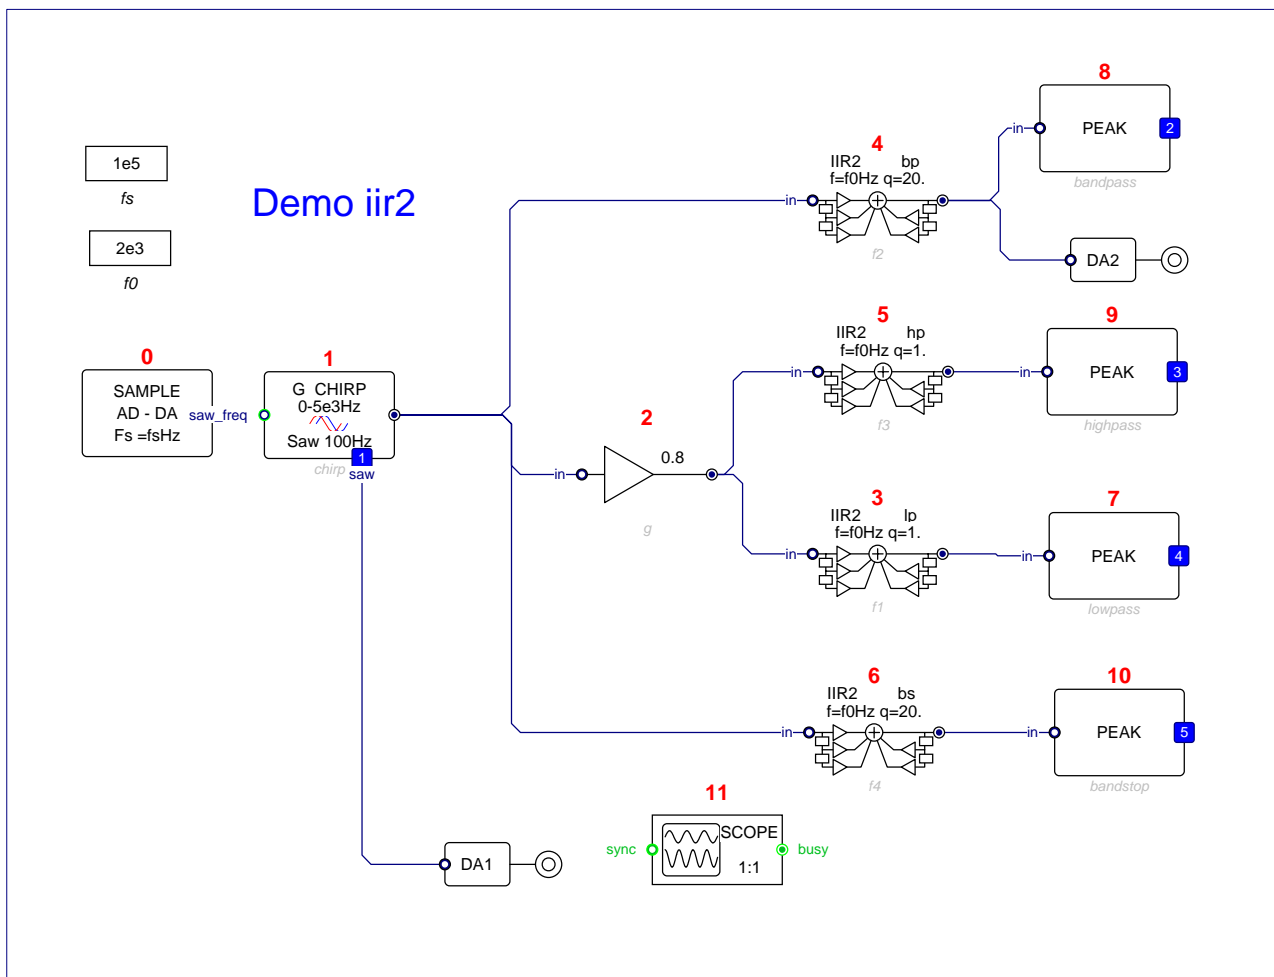 8
PEAK
2
in
bandpass
4
IIR2 bp
f=f0Hz q=20.
in
f2
1e5
fs
Demo iir2
2e3
f0
DA2
5
IIR2 hp
f=f0Hz q=1.
in
f3
9
PEAK
3
in
highpass
0
SAMPLE
AD - DA
Fs =fsHz
saw_freq
1
G CHIRP
0-5e3Hz
Saw 100Hz
1
chirp
saw
2
0.8
in
g
3
IIR2 lp
f=f0Hz q=1.
in
f1
7
PEAK
4
in
lowpass
6
IIR2 bs
f=f0Hz q=20.
in
f4
10
PEAK
5
in
bandstop
11
SCOPE
sync
busy
1:1
DA1